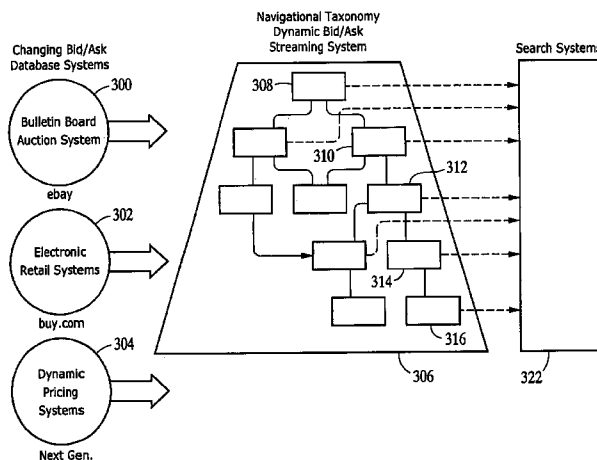 Navigational Taxonomy
Dynamic Bid/Ask
Streaming System
Changing Bid/Ask
Database Systems
Search Systems
300
308
Bulletin Board
Auction System
310
ebay
312
302
Electronic
Retail Systems
314
buy.com
316
304
306
322
Dynamic
Pricing
Systems
Next Gen.